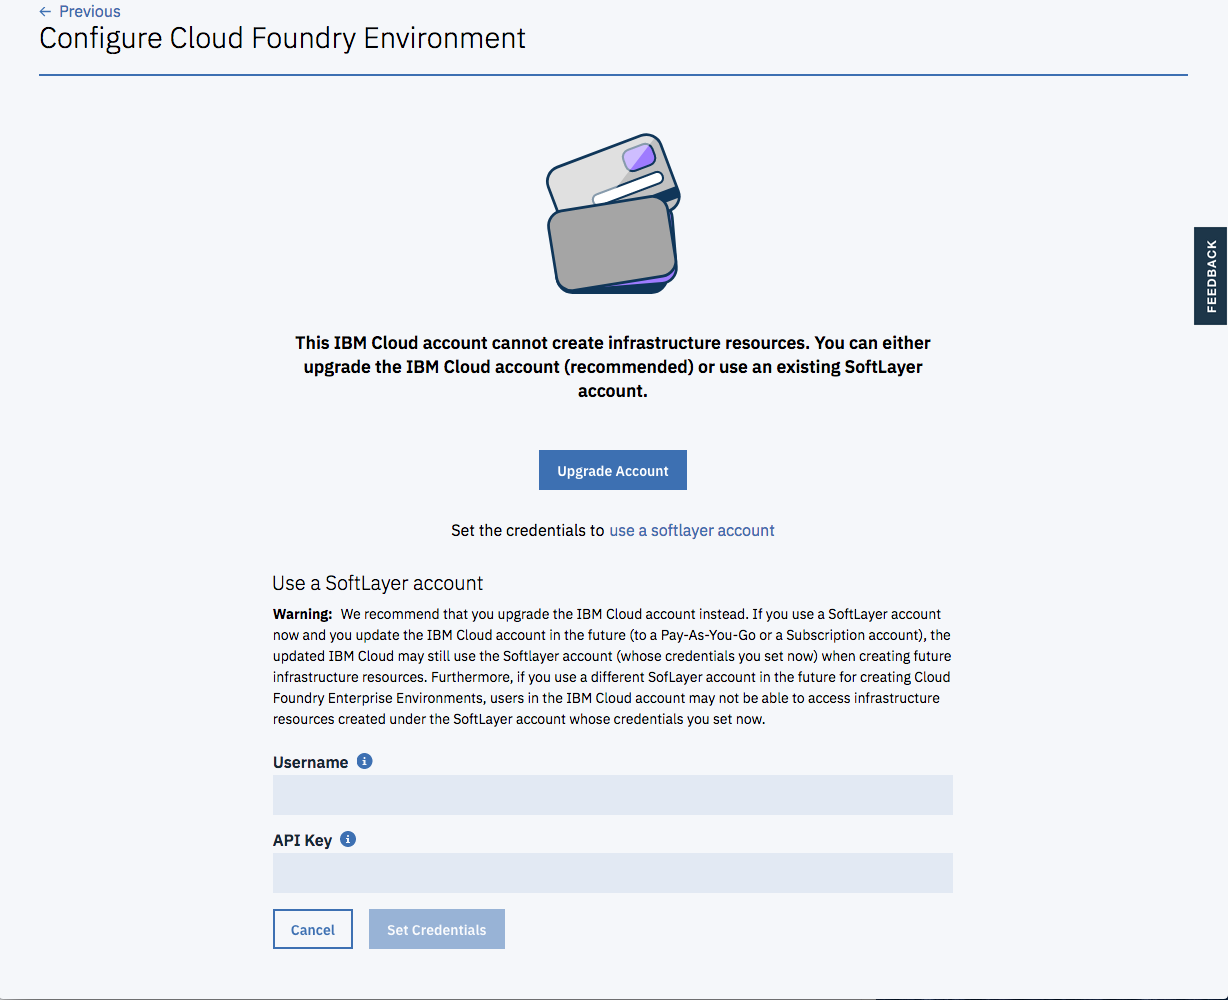 ← Previous
Configure Cloud Foundry Environment
FEEDBACK
This IBM Cloud account cannot create infrastructure resources. You can either
upgrade the IBM Cloud account (recommended) or use an existing SoftLayer
account.
Upgrade Account
Set the credentials to use a softlayer account
Use a SoftLayer account
Warning: We recommend that you upgrade the IBM Cloud account instead. If you use a SoftLayer account
now and you update the IBM Cloud account in the future (to a Pay-As-You-Go or a Subscription account), the
updated IBM Cloud may still use the Softlayer account (whose credentials you set now) when creating future
infrastructure resources. Furthermore, if you use a different SofLayer account in the future for creating Cloud
Foundry Enterprise Environments, users in the IBM Cloud account may not be able to access infrastructure
resources created under the SoftLayer account whose credentials you set now.
Username
API Key
Cancel Set Credentials